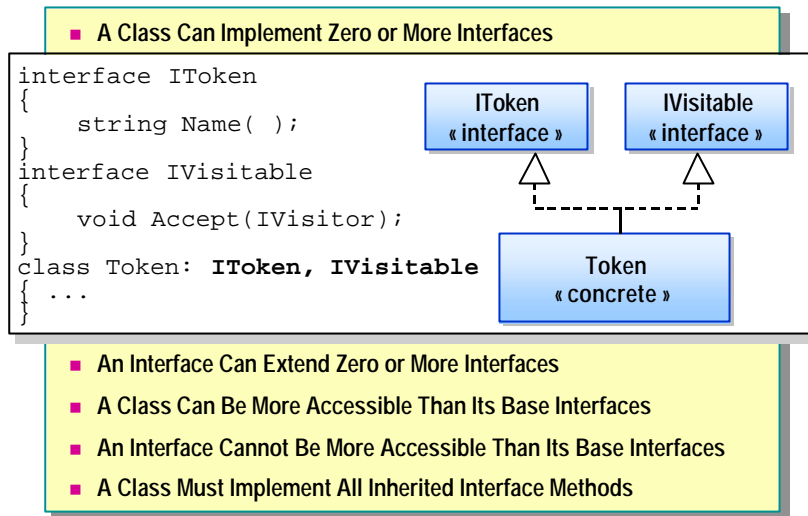 A Class Can Implement Zero or More Interfaces
interface IToken
{
    string Name( );
}
interface IVisitable
{
    void Accept(IVisitor);
}
class Token: IToken, IVisitable
{ ...
}
IToken
« interface »
IVisitable
« interface »
Token
« concrete »
An Interface Can Extend Zero or More Interfaces
A Class Can Be More Accessible Than Its Base Interfaces
An Interface Cannot Be More Accessible Than Its Base Interfaces
A Class Must Implement All Inherited Interface Methods